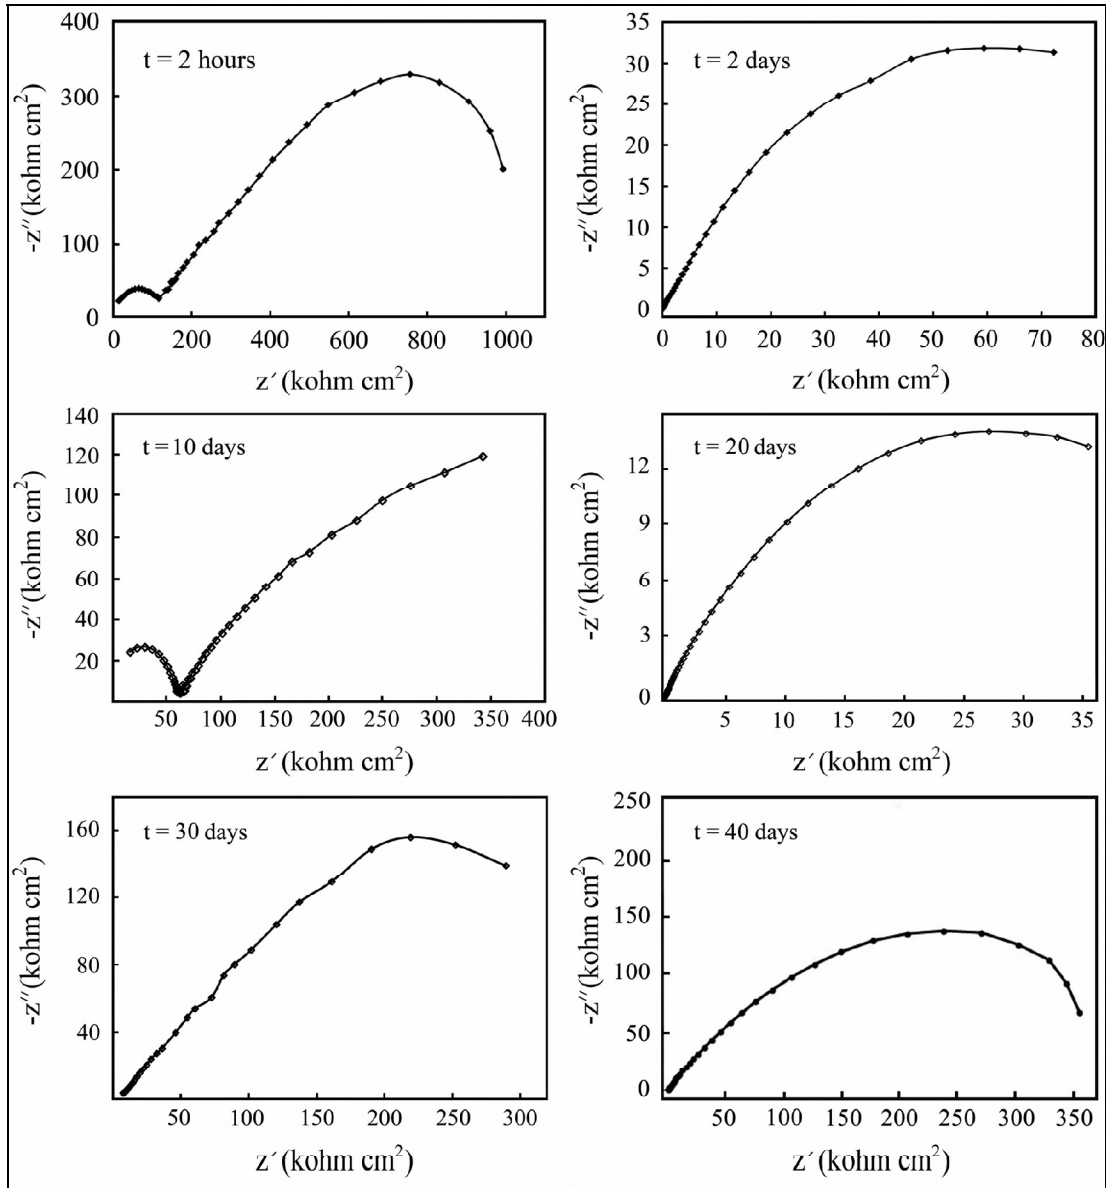 400
300
200
100
0
-z″(kohm cm²)
t = 2 hours
0 200 400 600 800 1000
z′ (kohm cm²)
35
30
25
20
15
10
5
0
-z″(kohm cm²)
t = 2 days
0 10 20 30 40 50 60 70 80
z′ (kohm cm²)
140
120
100
80
60
40
20
-z″(kohm cm²)
t = 10 days
50 100 150 200 250 300 350 400
z′ (kohm cm²)
12
9
6
3
0
-z″(kohm cm²)
t = 20 days
5 10 15 20 25 30 35
z′ (kohm cm²)
160
120
80
40
-z″(kohm cm²)
t = 30 days
50 100 150 200 250 300
z′ (kohm cm²)
250
200
150
100
50
0
-z″(kohm cm²)
t = 40 days
50 100 150 200 250 300 350
z′ (kohm cm²)